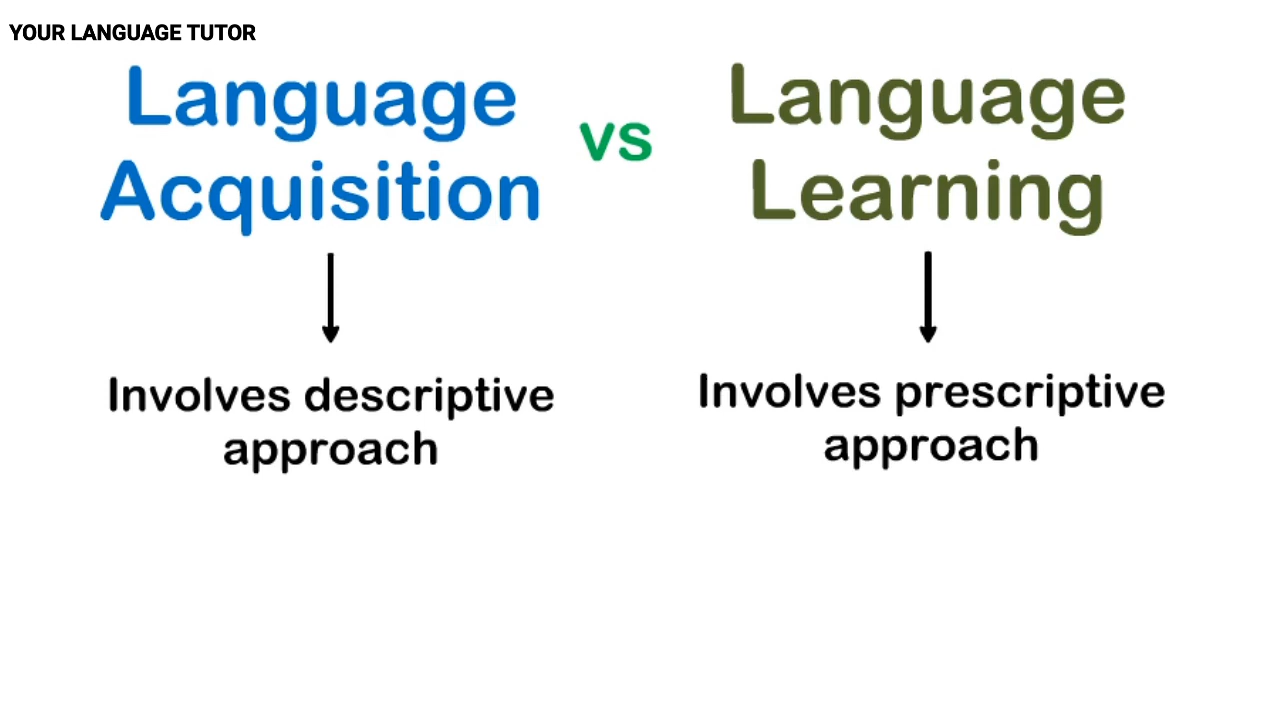 YOUR LANGUAGE TUTOR
Language
Acquisition
vs
Language
Learning
Involves descriptive
approach
Involves prescriptive
approach